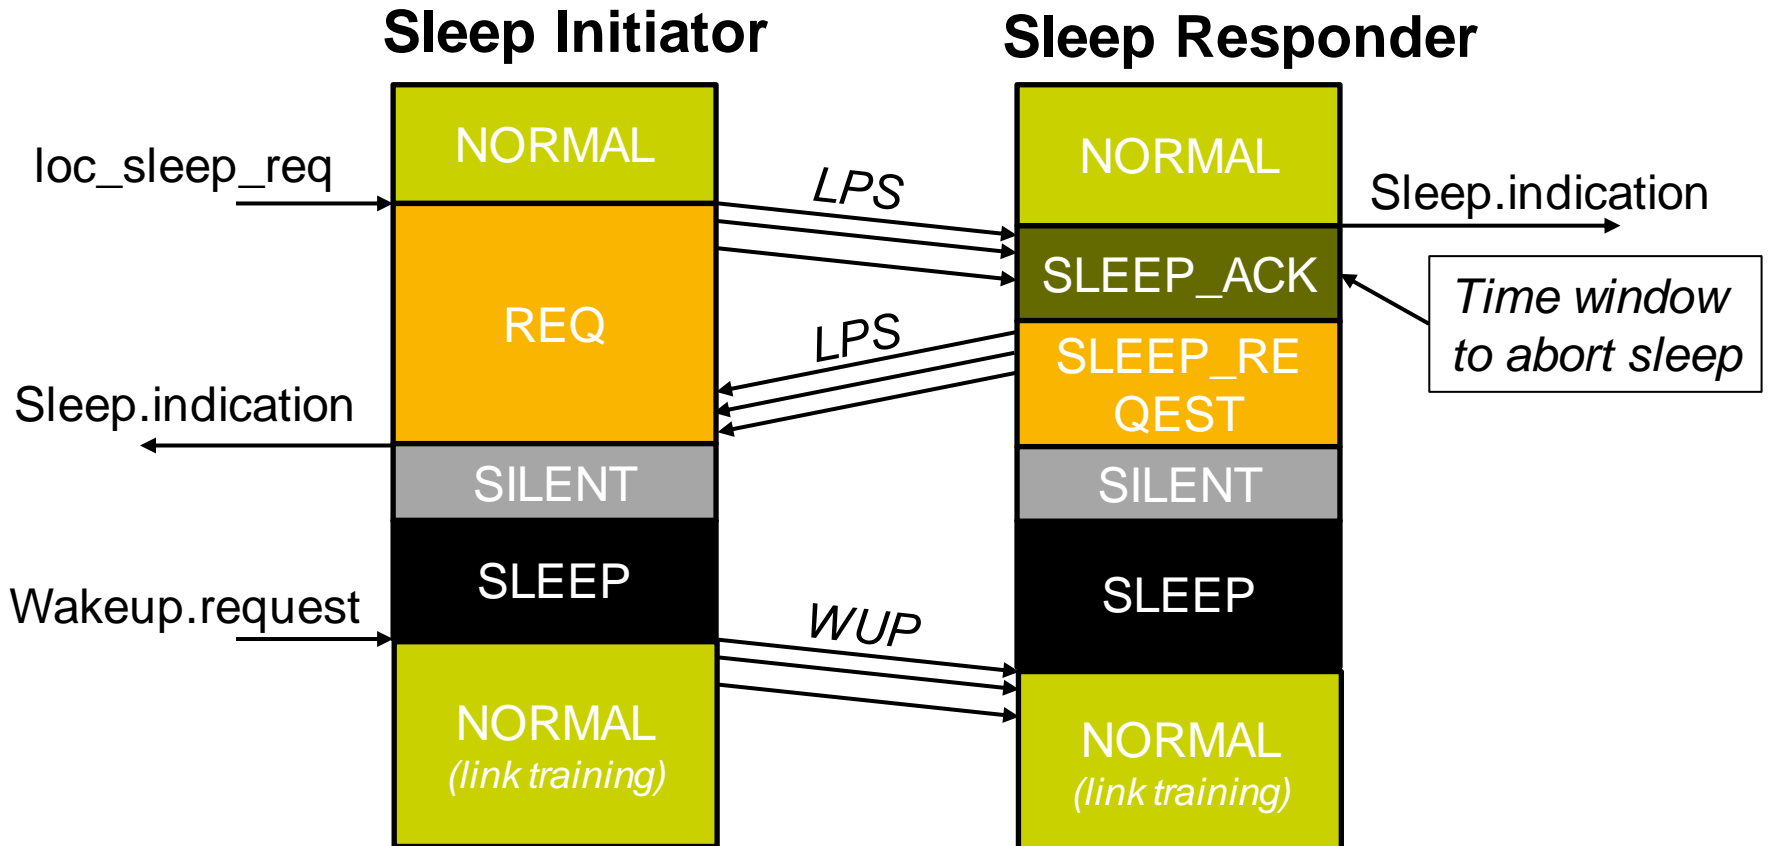 Sleep Initiator
Sleep Responder
NORMAL
NORMAL
loc_sleep_req
LPS
Sleep.indication
SLEEP_ACK
Time window
to abort sleep
REQ
LPS
SLEEP_RE
QEST
Sleep.indication
SILENT
SILENT
SLEEP
SLEEP
Wakeup.request
WUP
NORMAL
(link training)
NORMAL
(link training)